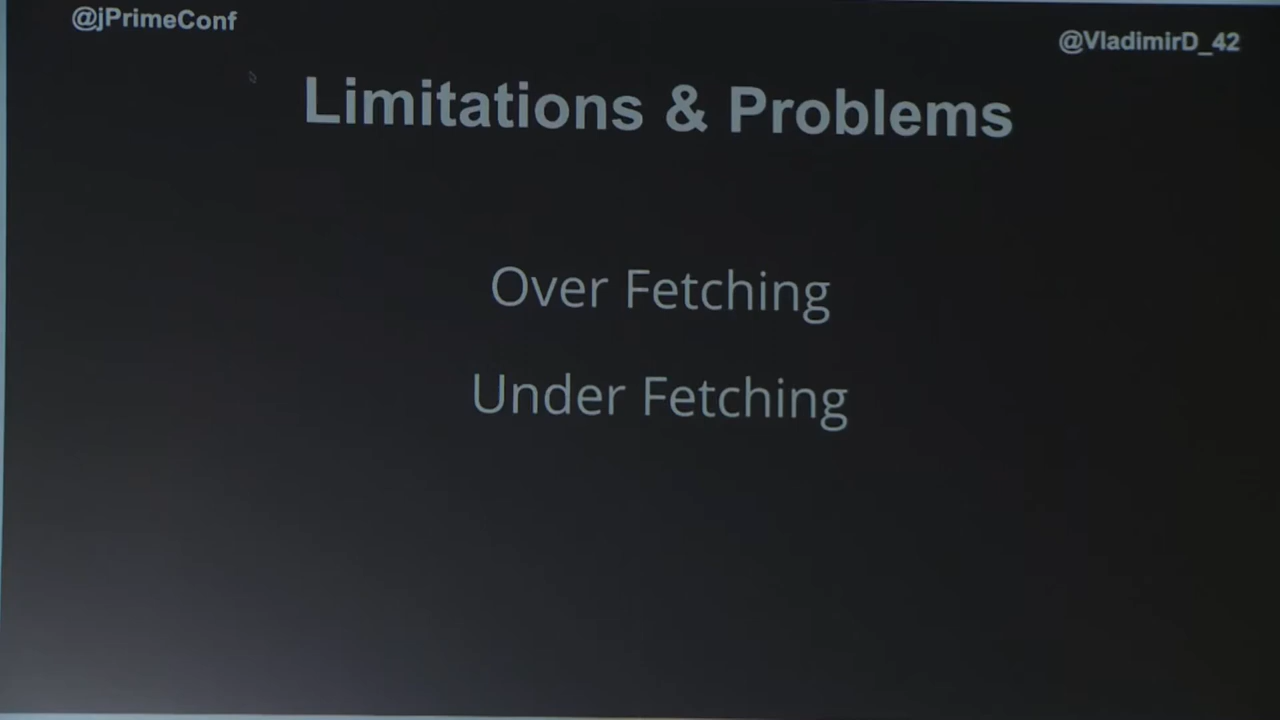 @jPrimeConf
@VladimirD_42
Limitations & Problems
Over Fetching
Under Fetching